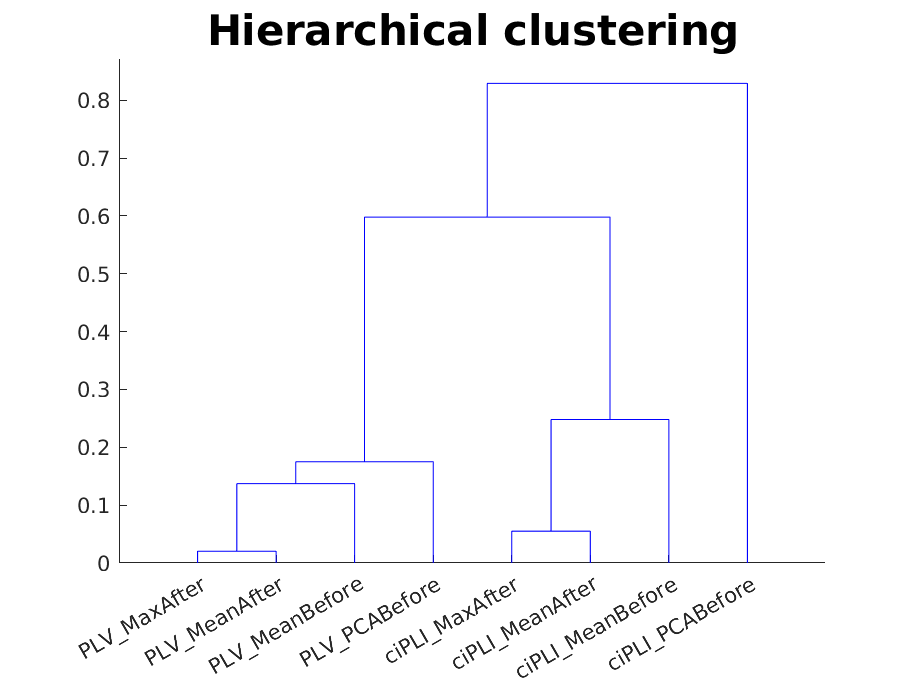 Hierarchical clustering
0.8
0.7
0.6
0.5
0.4
0.3
0.2
0.1
0
PLV_MaxAfter
PLV_MeanAfter
PLV_MeanBefore
PLV_PCABefore
ciPLI_MaxAfter
ciPLI_MeanAfter
ciPLI_MeanBefore
ciPLI_PCABefore